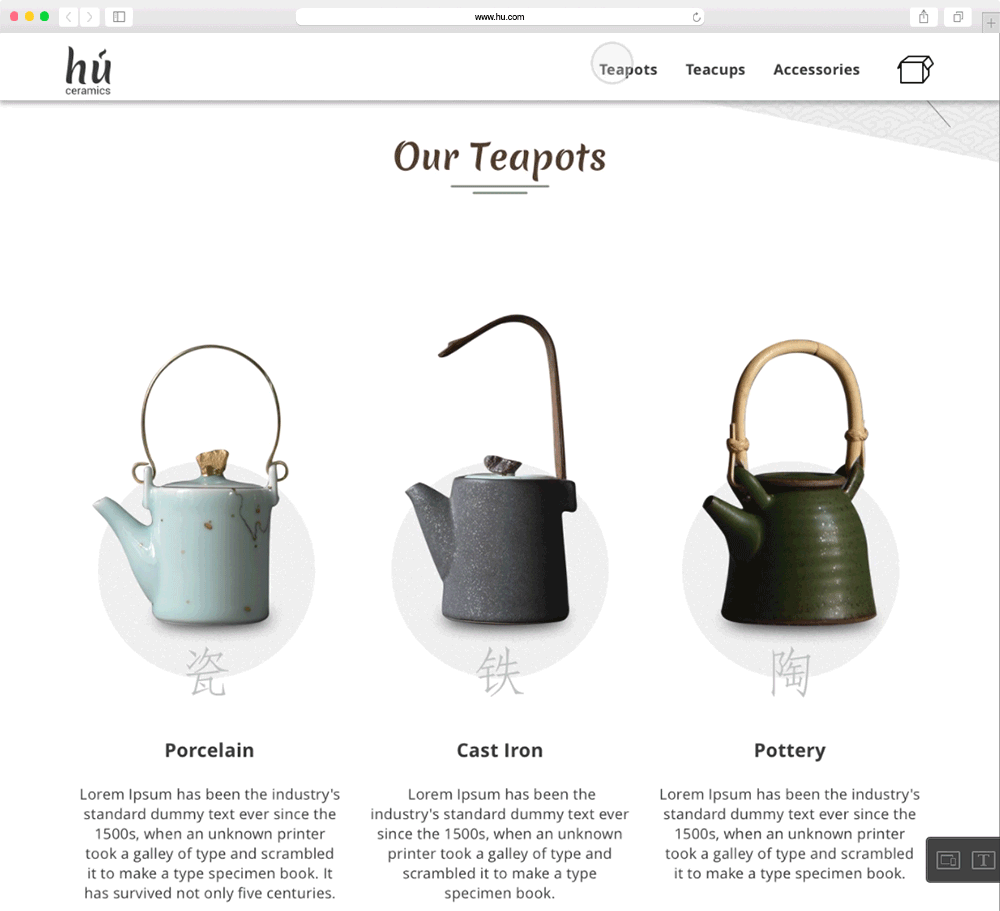 www.hu.com
hú
ceramics
Teapots
Teacups
Accessories
Our Teapots
瓷
铁
陶
Porcelain
Cast Iron
Pottery
Lorem Ipsum has been the industry's
standard dummy text ever since the
1500s, when an unknown printer
took a galley of type and scrambled
it to make a type specimen book. It
has survived not only five centuries.
Lorem Ipsum has been the
industry's standard dummy text ever
since the 1500s, when an unknown
printer took a galley of type and
scrambled it to make a type
specimen book.
Lorem Ipsum has been the industry's
standard dummy text ever since the
1500s, when an unknown printer
took a galley of type and scrambled
it to make a type specimen book.
T